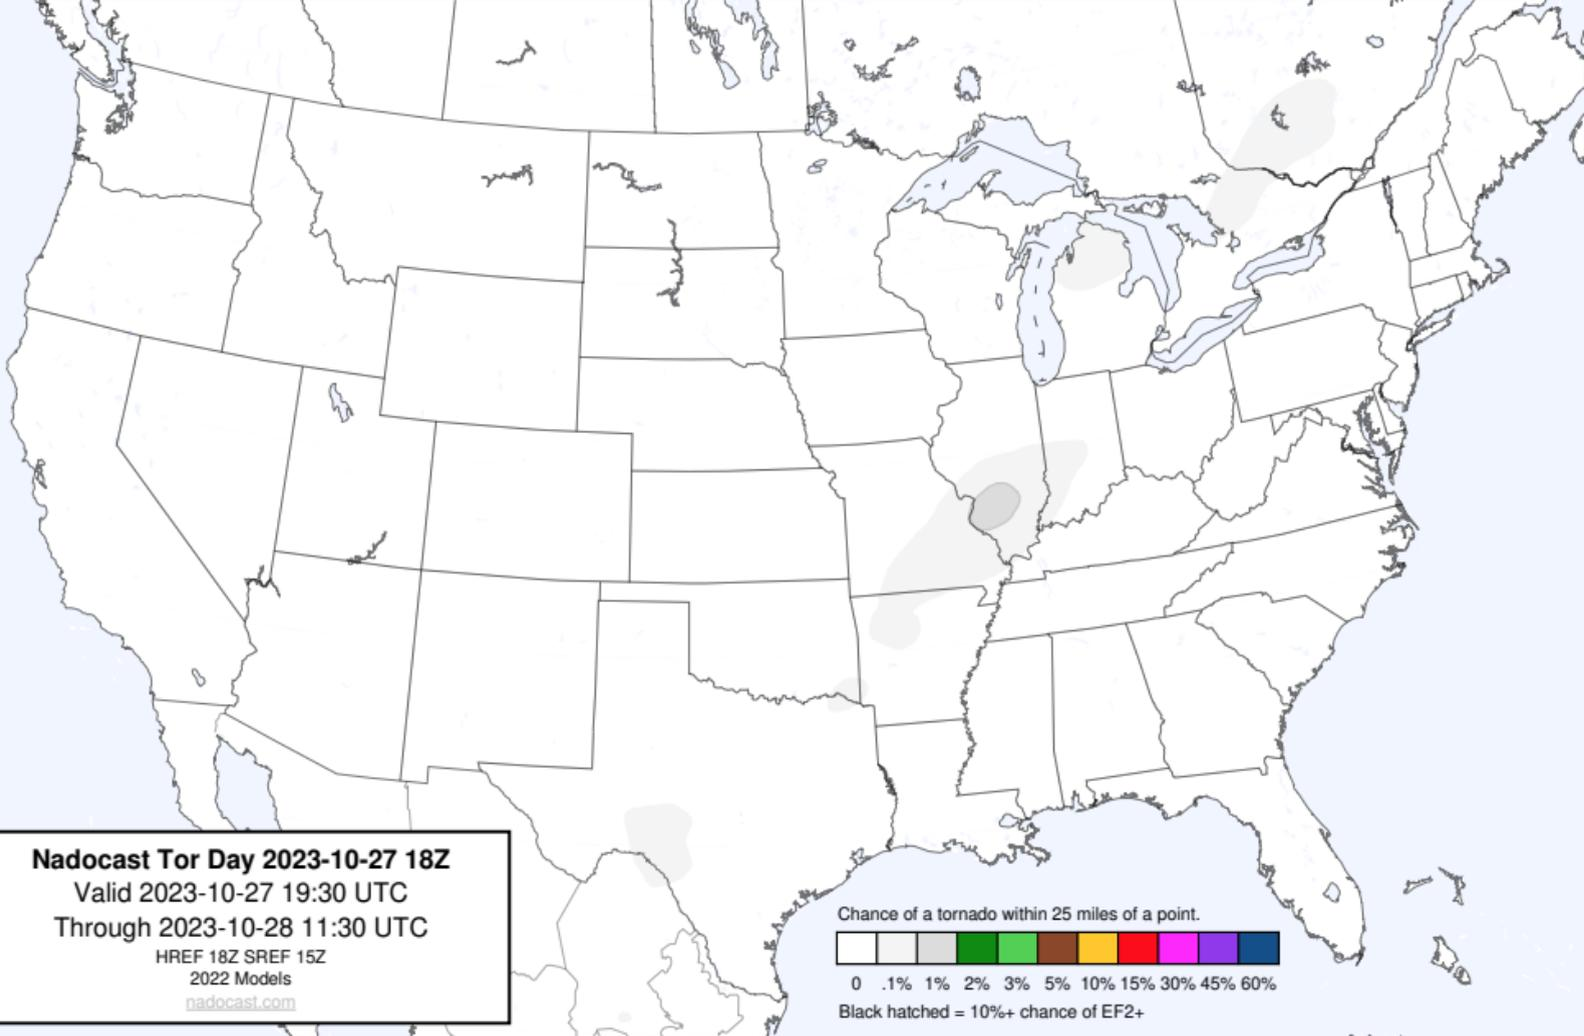 Nadocast Tor Day 2023-10-27 18Z
Valid 2023-10-27 19:30 UTC
Through 2023-10-28 11:30 UTC
HREF 18Z SREF 15Z
2022 Models
nadocast.com
Chance of a tornado within 25 miles of a point.
0 .1% 1% 2% 3% 5% 10% 15% 30% 45% 60%
Black hatched = 10%+ chance of EF2+